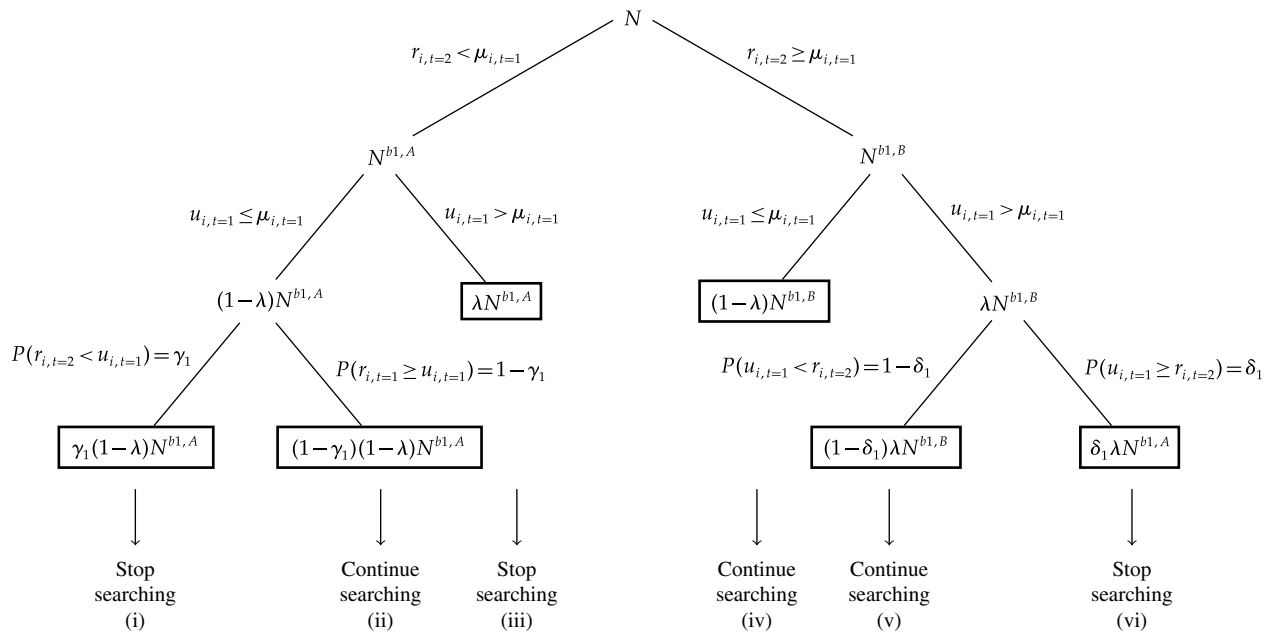 N
r_{i,t=2} < μ_{i,t=1}
r_{i,t=2} ≥ μ_{i,t=1}
N^{b1,A}
N^{b1,B}
u_{i,t=1} ≤ μ_{i,t=1}
u_{i,t=1} > μ_{i,t=1}
u_{i,t=1} ≤ μ_{i,t=1}
u_{i,t=1} > μ_{i,t=1}
(1−λ)N^{b1,A}
λN^{b1,A}
(1−λ)N^{b1,B}
λN^{b1,B}
P(r_{i,t=2} < u_{i,t=1}) = γ_1
P(r_{i,t=1} ≥ u_{i,t=1}) = 1−γ_1
P(u_{i,t=1} < r_{i,t=2}) = 1−δ_1
P(u_{i,t=1} ≥ r_{i,t=2}) = δ_1
γ_1(1−λ)N^{b1,A}
(1−γ_1)(1−λ)N^{b1,A}
(1−δ_1)λN^{b1,B}
δ_1λN^{b1,A}
Stop
searching
(i)
Continue
searching
(ii)
Stop
searching
(iii)
Continue
searching
(iv)
Continue
searching
(v)
Stop
searching
(vi)